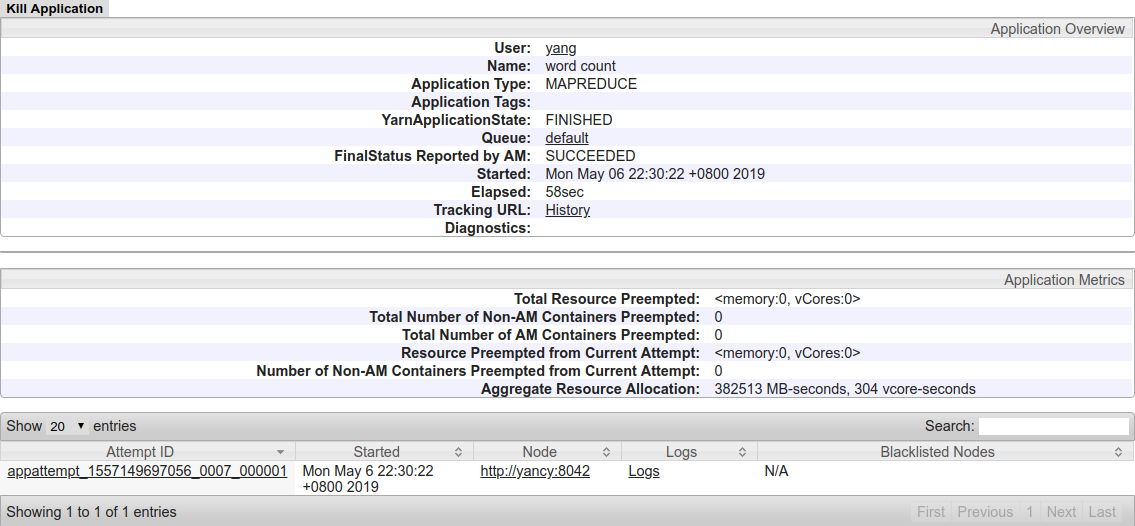 Kill Application
Application Overview
User: yang
Name: word count
Application Type: MAPREDUCE
Application Tags:
YarnApplicationState: FINISHED
Queue: default
FinalStatus Reported by AM: SUCCEEDED
Started: Mon May 06 22:30:22 +0800 2019
Elapsed: 58sec
Tracking URL: History
Diagnostics:
Application Metrics
Total Resource Preempted: <memory:0, vCores:0>
Total Number of Non-AM Containers Preempted: 0
Total Number of AM Containers Preempted: 0
Resource Preempted from Current Attempt: <memory:0, vCores:0>
Number of Non-AM Containers Preempted from Current Attempt: 0
Aggregate Resource Allocation: 382513 MB-seconds, 304 vcore-seconds
Show 20 entries Search:
Attempt ID Started Node Logs Blacklisted Nodes
appattempt_1557149697056_0007_000001 Mon May 6 22:30:22 http://yancy:8042 Logs N/A
+0800 2019
Showing 1 to 1 of 1 entries First Previous 1 Next Last